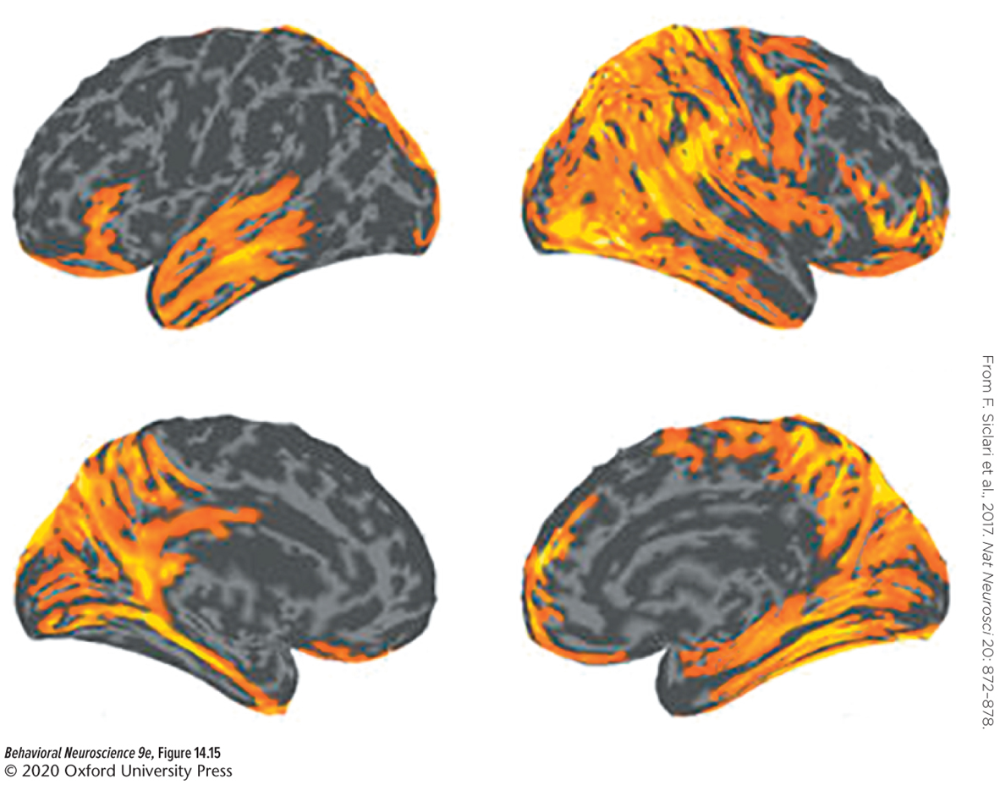 From F. Siclari et al., 2017. Nat Neurosci 20: 872–878.
Behavioral Neuroscience 9e, Figure 14.15
© 2020 Oxford University Press